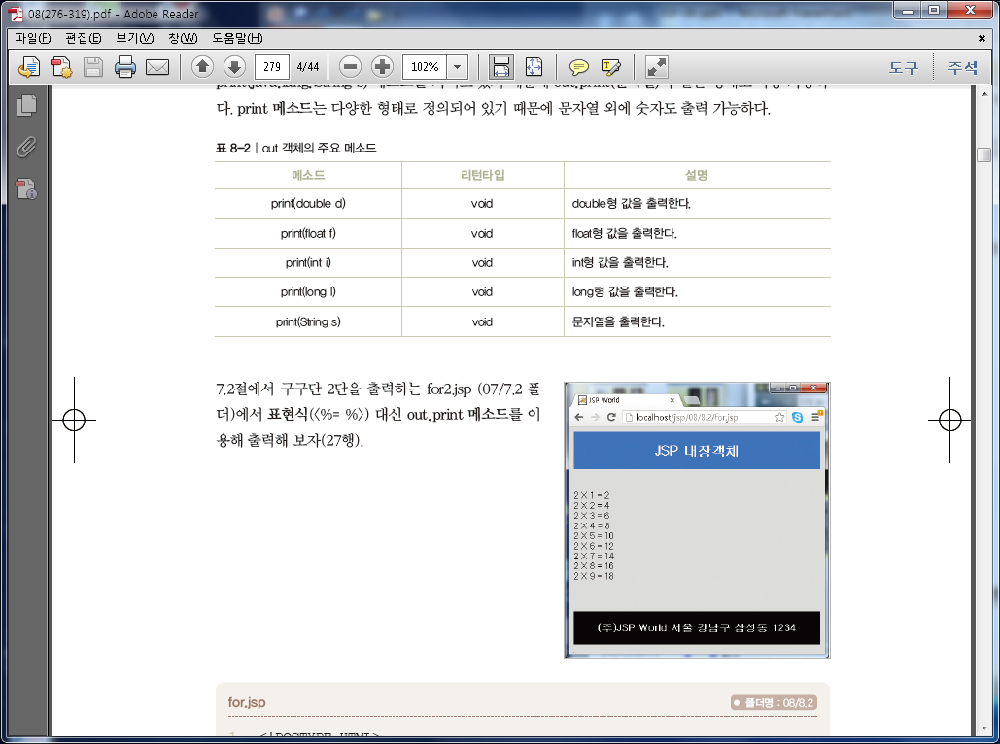 08(276-319).pdf - Adobe Reader
파일(F) 편집(E) 보기(V) 창(W) 도움말(H)
279 4/44 102% 도구 주석
다. print 메소드는 다양한 형태로 정의되어 있기 때문에 문자열 외에 숫자도 출력 가능하다.
표 8-2 | out 객체의 주요 메소드
메소드 리턴타입 설명
print(double d) void double형 값을 출력한다.
print(float f) void float형 값을 출력한다.
print(int i) void int형 값을 출력한다.
print(long l) void long형 값을 출력한다.
print(String s) void 문자열을 출력한다.
7.2절에서 구구단 2단을 출력하는 for2.jsp (07/7.2 폴
더)에서 표현식(<%= %>) 대신 out.print 메소드를 이
용해 출력해 보자(27행).
JSP World
localhost/jsp/08/8.2/for.jsp
JSP 내장객체
2 X 1 = 2
2 X 2 = 4
2 X 3 = 6
2 X 4 = 8
2 X 5 = 10
2 X 6 = 12
2 X 7 = 14
2 X 8 = 16
2 X 9 = 18
(주)JSP World 서울 강남구 삼성동 1234
for.jsp 폴더명 : 08/8.2
1 <!DOCTYPE HTML>